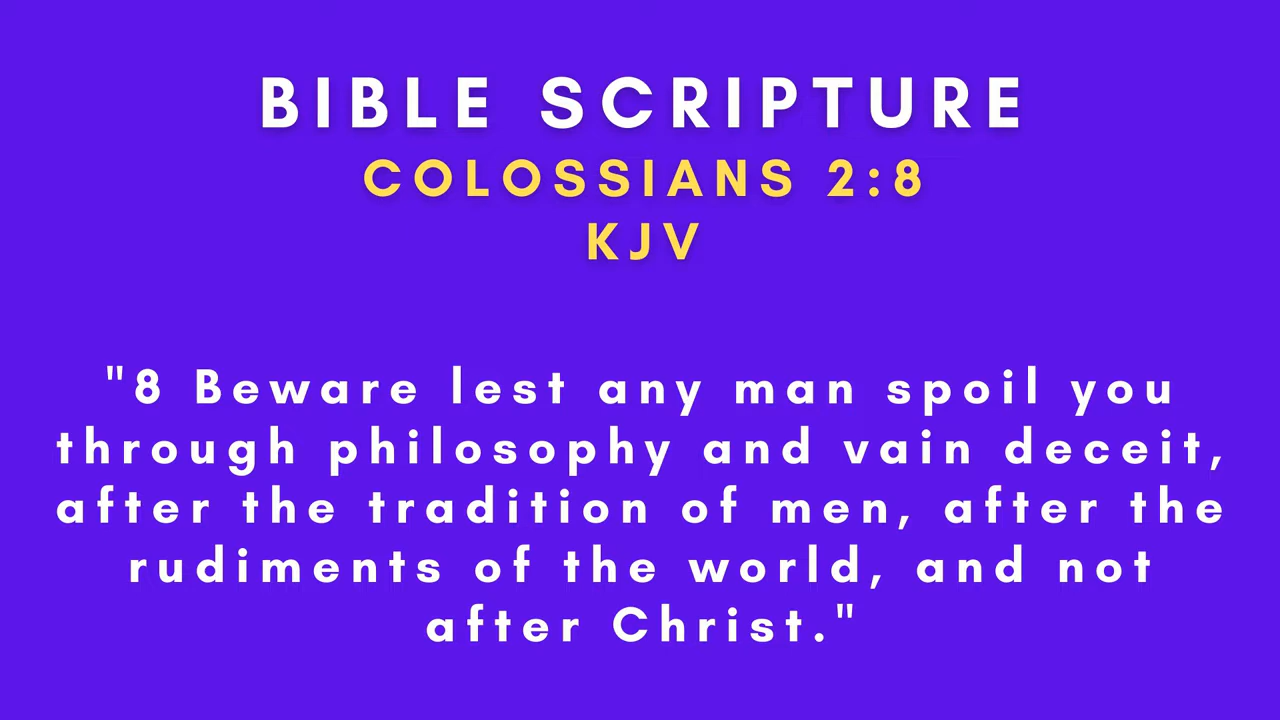 BIBLE SCRIPTURE
COLOSSIANS 2:8
KJV
"8 Beware lest any man spoil you
through philosophy and vain deceit,
after the tradition of men, after the
rudiments of the world, and not
after Christ."